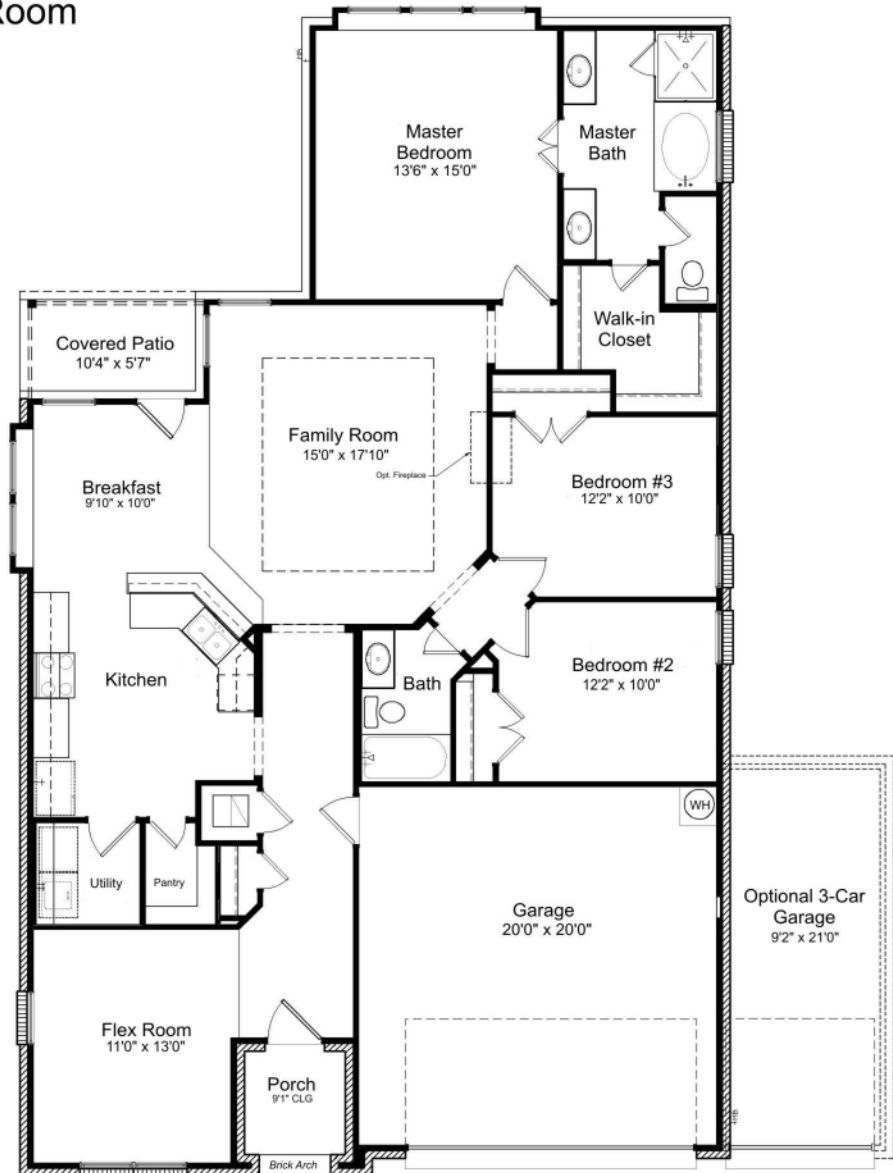 Room
HB
Master
Bedroom
13'6" x 15'0"
Master
Bath
Covered Patio
10'4" x 5'7"
Walk-in
Closet
Family Room
15'0" x 17'10"
Opt. Fireplace
Breakfast
9'10" x 10'0"
Bedroom #3
12'2" x 10'0"
Kitchen
Bath
Bedroom #2
12'2" x 10'0"
WH
Utility
Pantry
Garage
20'0" x 20'0"
Optional 3-Car
Garage
9'2" x 21'0"
Flex Room
11'0" x 13'0"
Porch
9'1" CLG
HB
Brick Arch